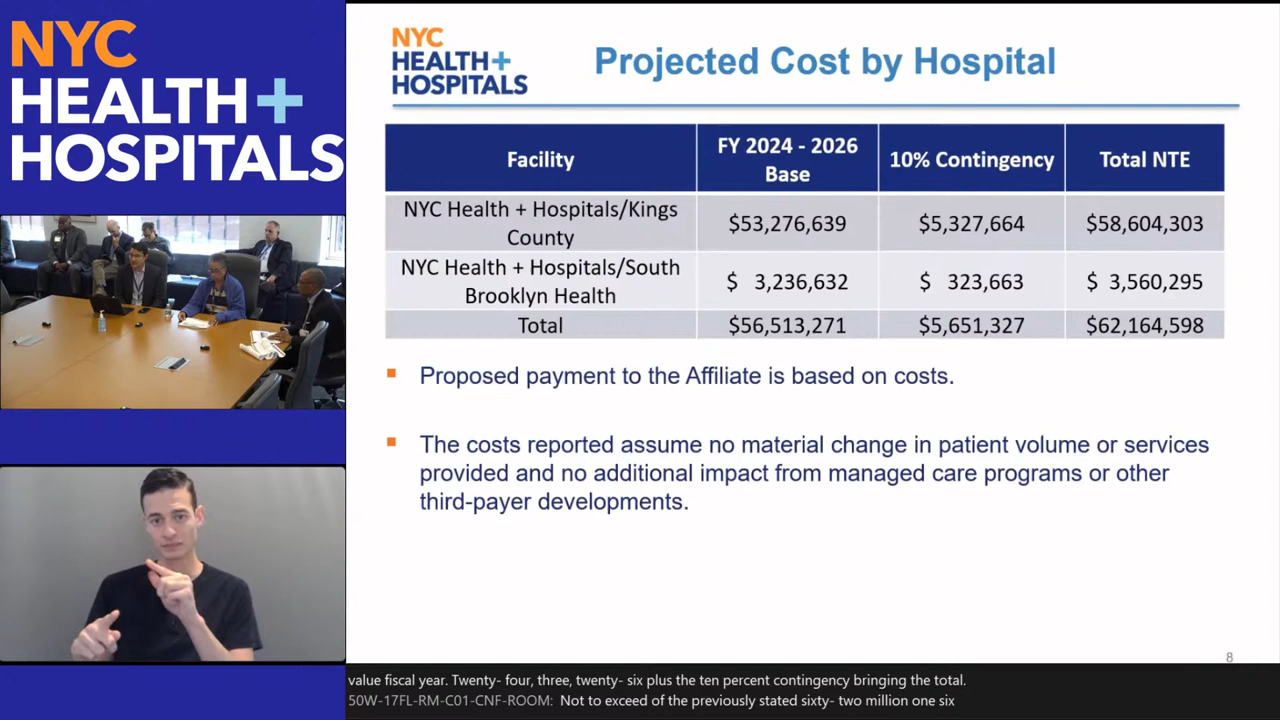 NYC
HEALTH+
HOSPITALS
NYC
HEALTH+
HOSPITALS
Projected Cost by Hospital
Facility
FY 2024 - 2026
Base
10% Contingency
Total NTE
NYC Health + Hospitals/Kings
County
$53,276,639
$5,327,664
$58,604,303
NYC Health + Hospitals/South
Brooklyn Health
$ 3,236,632
$ 323,663
$ 3,560,295
Total
$56,513,271
$5,651,327
$62,164,598
Proposed payment to the Affiliate is based on costs.
The costs reported assume no material change in patient volume or services
provided and no additional impact from managed care programs or other
third-payer developments.
8
value fiscal year. Twenty- four, three, twenty- six plus the ten percent contingency bringing the total.
50W-17FL-RM-C01-CNF-ROOM: Not to exceed of the previously stated sixty- two million one six